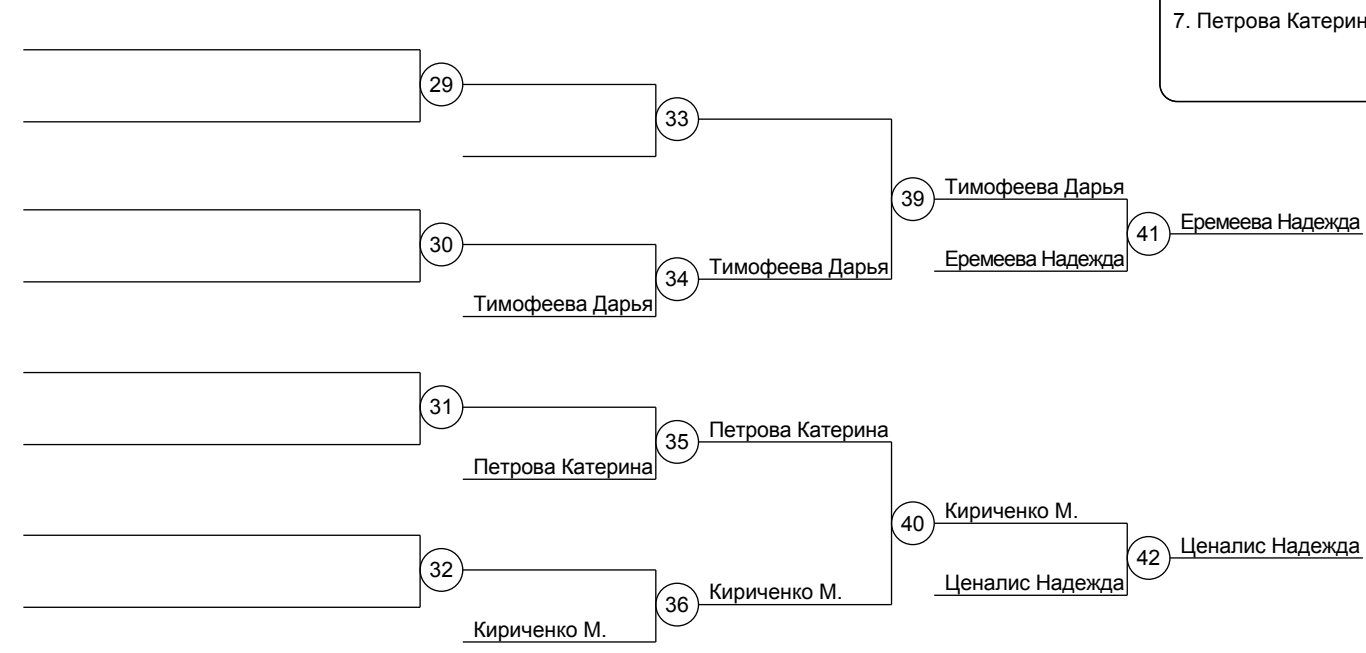 7. Петрова Катерин
29
33
39
Тимофеева Дарья
41
Еремеева Надежда
Еремеева Надежда
30
34
Тимофеева Дарья
Тимофеева Дарья
31
35
Петрова Катерина
Петрова Катерина
40
Кириченко М.
42
Ценалис Надежда
Ценалис Надежда
32
36
Кириченко М.
Кириченко М.